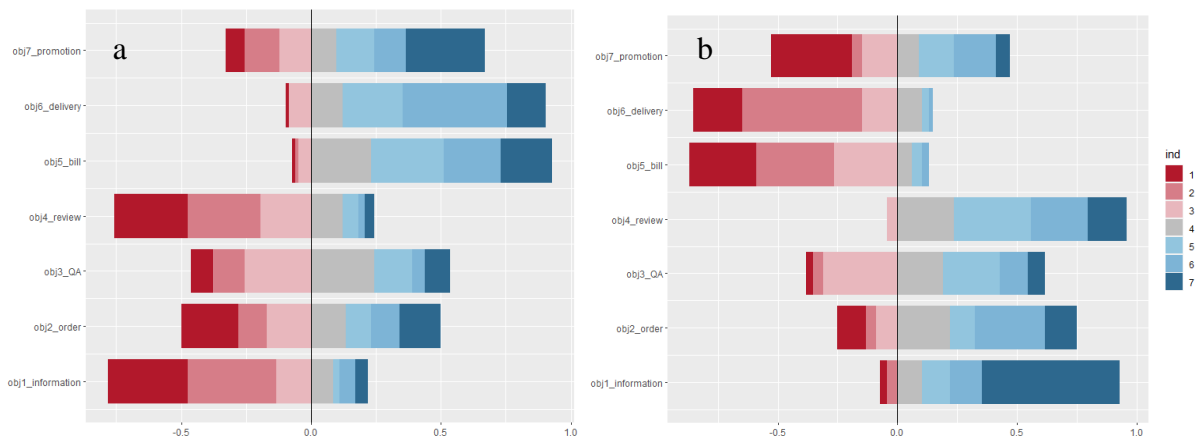 a
obj7_promotion
obj6_delivery
obj5_bill
obj4_review
obj3_QA
obj2_order
obj1_information
-0.5 0.0 0.5 1.0
b
obj7_promotion
obj6_delivery
obj5_bill
obj4_review
obj3_QA
obj2_order
obj1_information
-0.5 0.0 0.5 1.0
ind
1
2
3
4
5
6
7